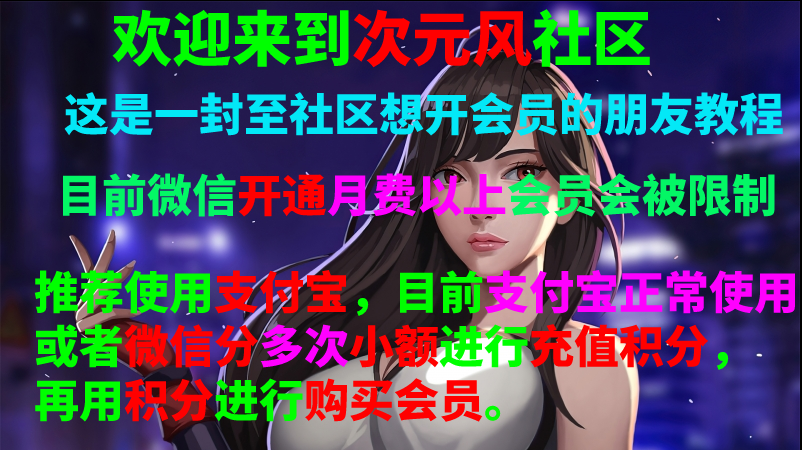 欢迎来到次元风社区
这是一封至社区想开会员的朋友教程
目前微信开通月费以上会员会被限制
推荐使用支付宝，目前支付宝正常使用
或者微信分多次小额进行充值积分，
再用积分进行购买会员。